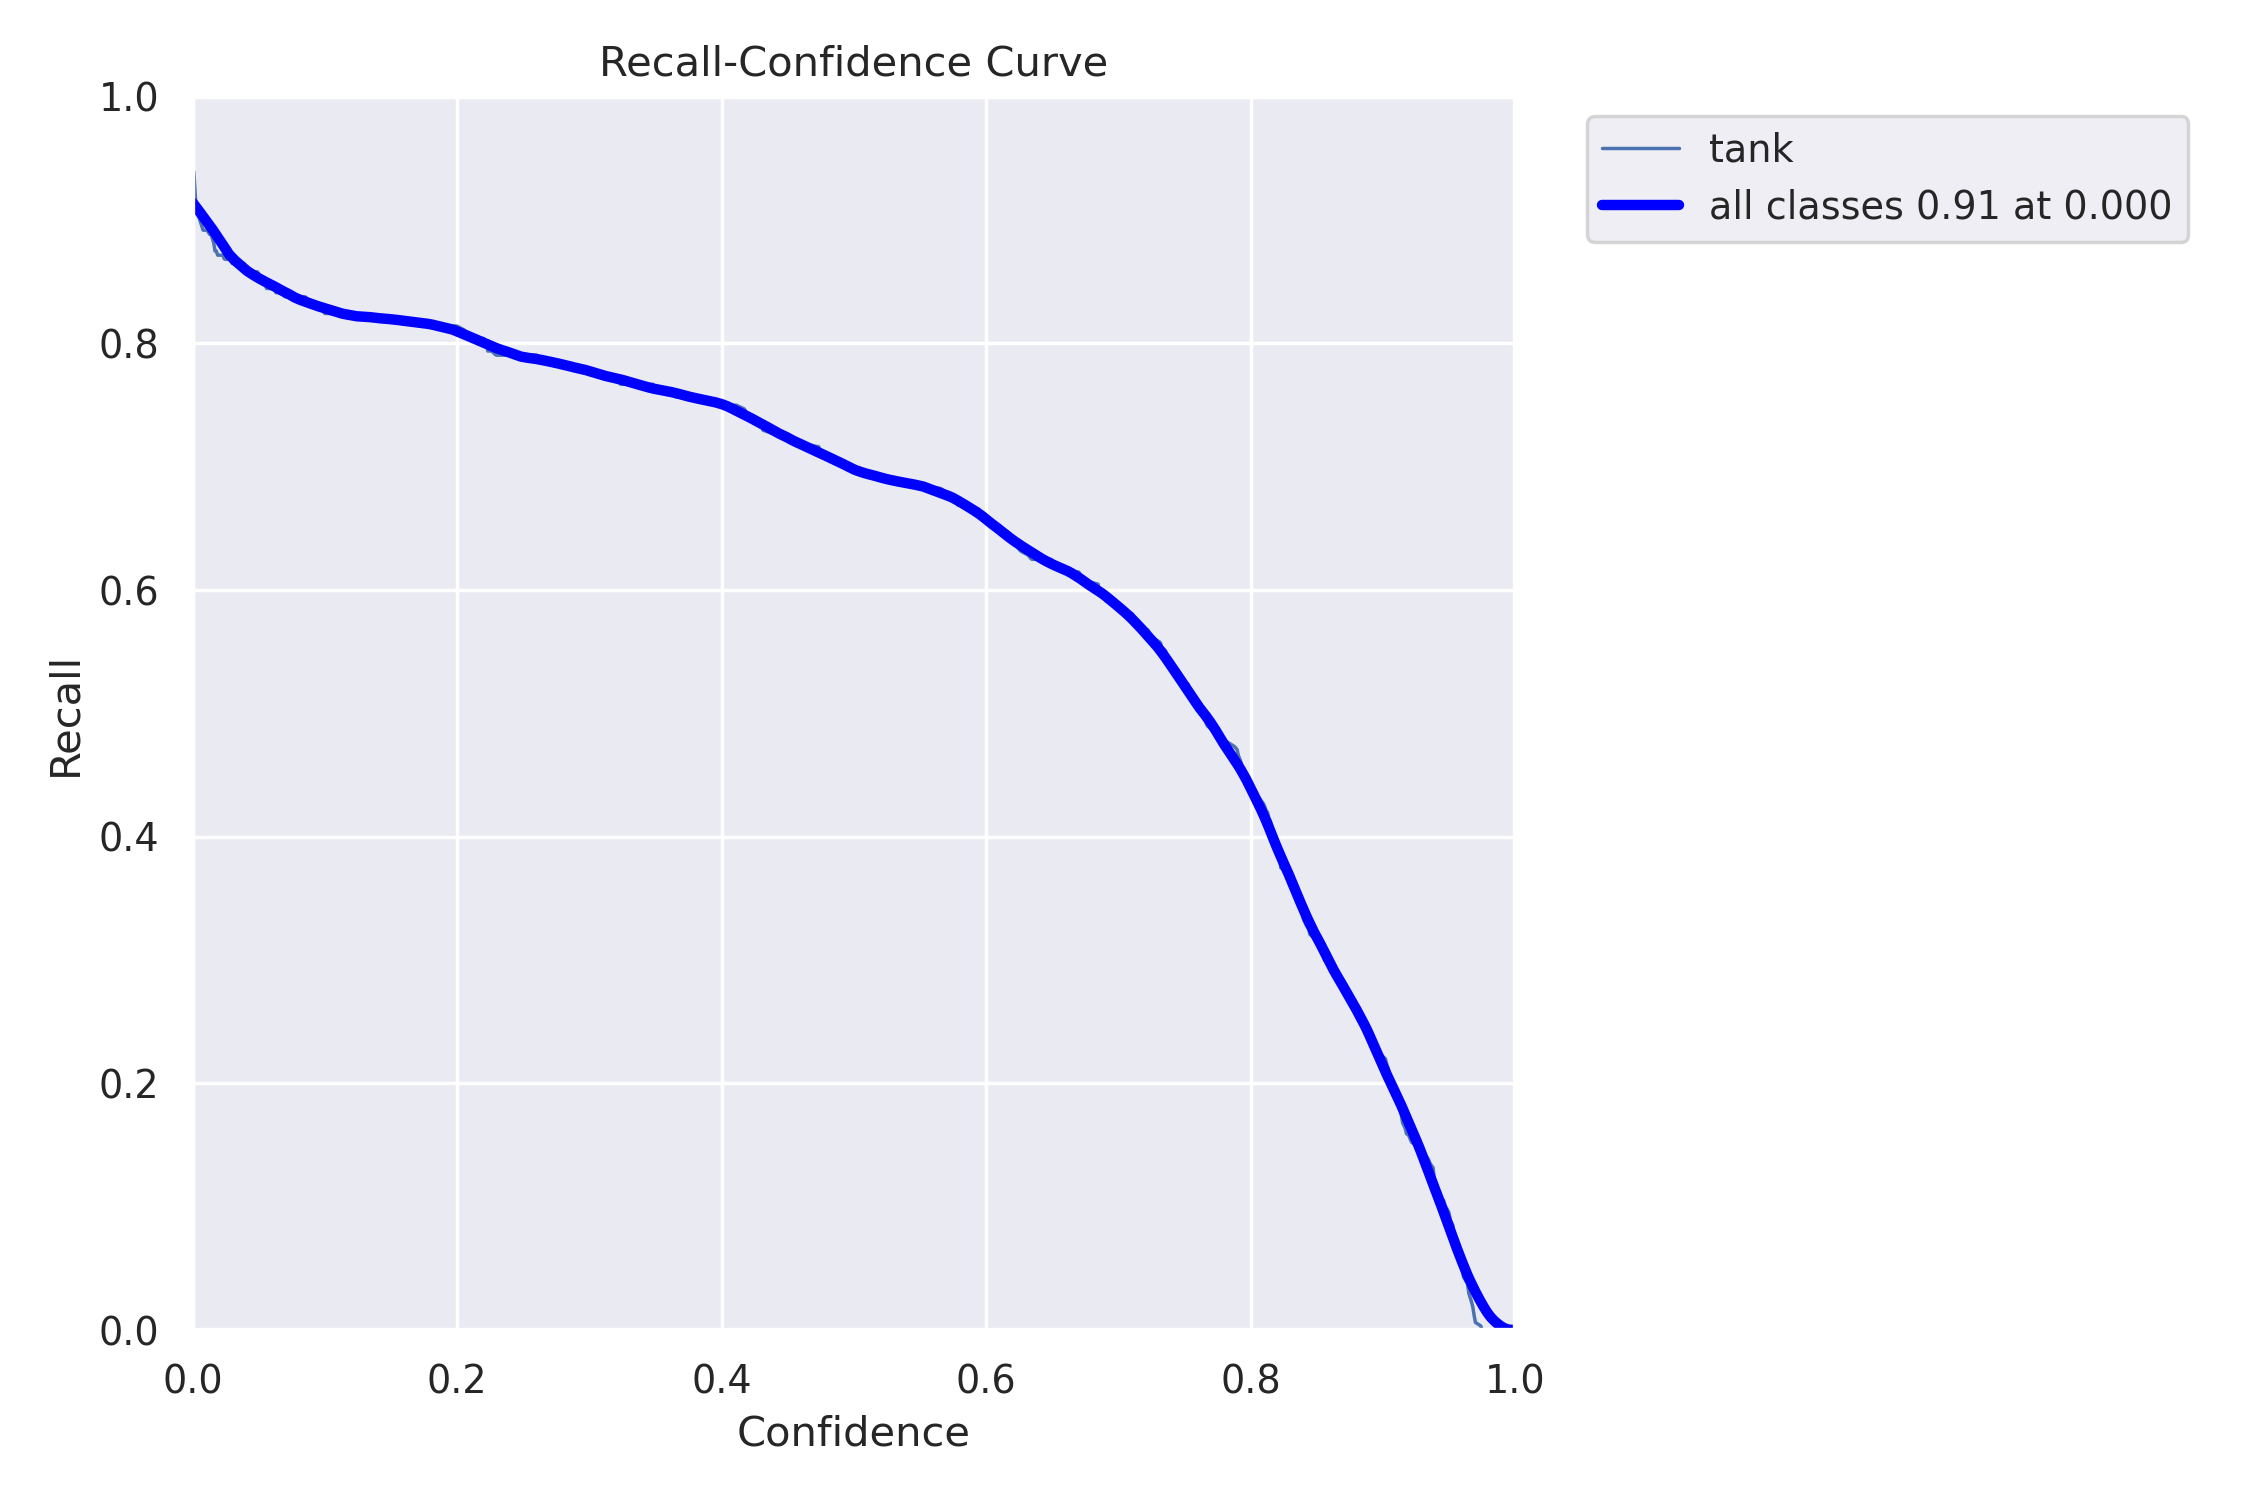 Recall-Confidence Curve
1.0
0.8
0.6
0.4
0.2
0.0
Recall
0.0 0.2 0.4 0.6 0.8 1.0
Confidence
tank
all classes 0.91 at 0.000